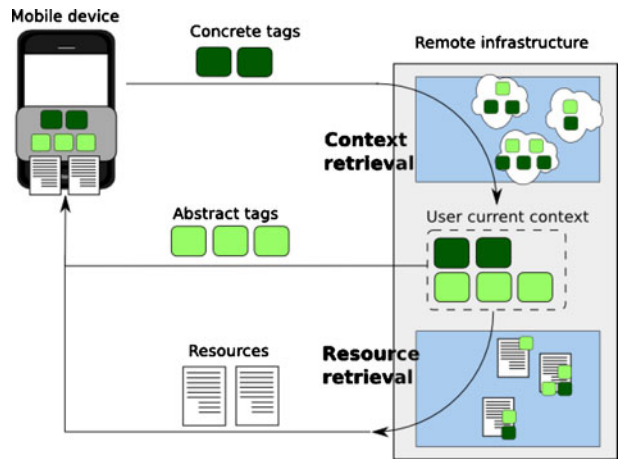 Mobile device
Concrete tags
Remote infrastructure
Context
retrieval
Abstract tags
User current context
Resources
Resource
retrieval